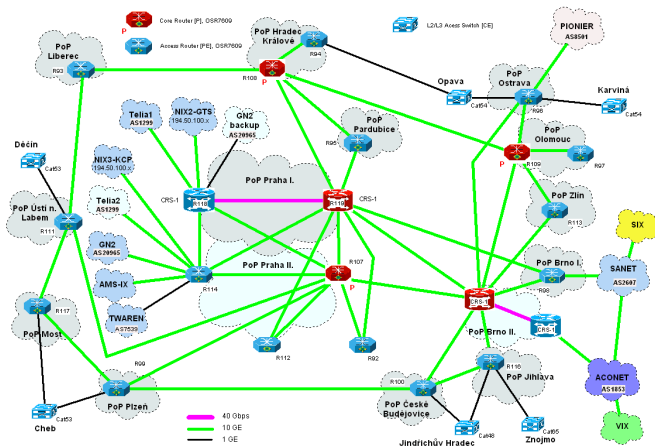 Core Router [P], OSR7609
Access Router [PE], OSR7609
L2/L3 Acess Switch [CE]
PIONIER
AS8501
PoP Hradec
Králové
R94
PoP
Liberec
R93
R108
P
Opava
Cat54
PoP
Ostrava
R96
Karviná
Cat54
Telia1
AS1299
NIX2-GTS
194.50.100.x
GN2
backup
AS20965
PoP
Pardubice
R95
PoP
Olomouc
P
R109
R97
Děčín
Cat53
NIX3-KCP
194.50.100.x
PoP Praha I.
CRS-1
R118
CRS-1
R119
PoP Zlín
R113
PoP Ústí n.
Labem
R111
Telia2
AS1299
SIX
GN2
AS20965
PoP Praha II.
R107
P
PoP Brno I.
R98
SANET
AS2607
AMS-IX
R114
TWAREN
AS7539
R117
PoP Most
CRS-1
CRS-1
PoP Brno II.
R112
R92
R99
PoP Plzeň
R100
PoP České
Budějovice
R116
PoP Jihlava
ACONET
AS1853
Cheb
Cat53
40 Gbps
10 GE
1 GE
Jindřichův Hradec
Cat48
Znojmo
Cat65
VIX